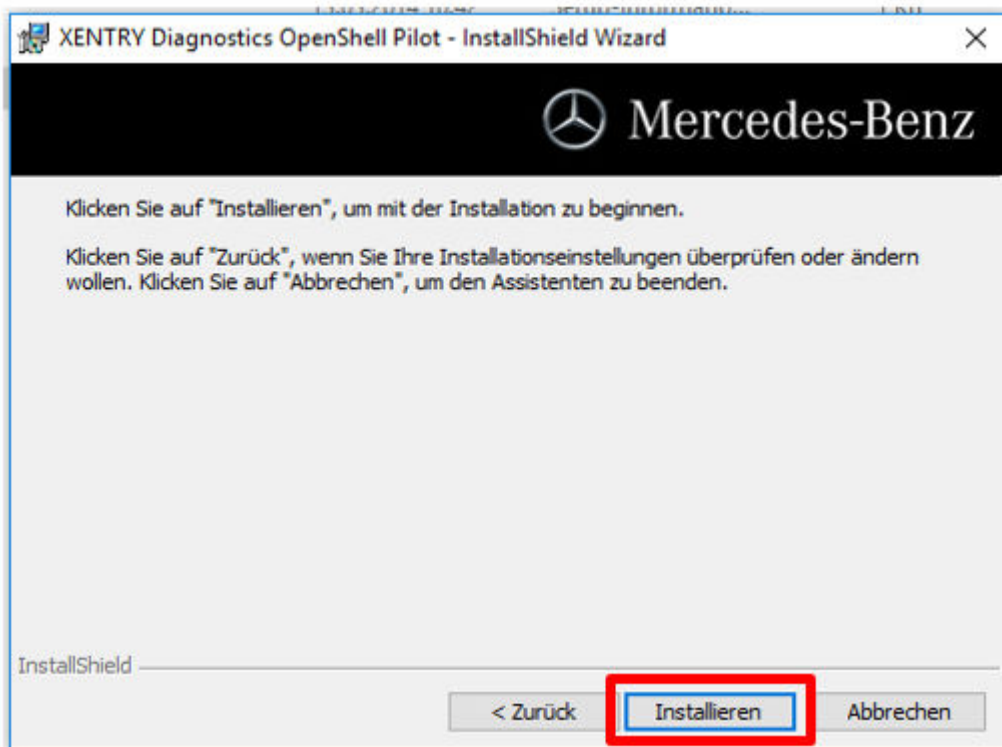 XENTRY Diagnostics OpenShell Pilot - InstallShield Wizard
Mercedes-Benz
Klicken Sie auf "Installieren", um mit der Installation zu beginnen.
Klicken Sie auf "Zurück", wenn Sie Ihre Installationseinstellungen überprüfen oder ändern
wollen. Klicken Sie auf "Abbrechen", um den Assistenten zu beenden.
InstallShield
< Zurück Installieren Abbrechen